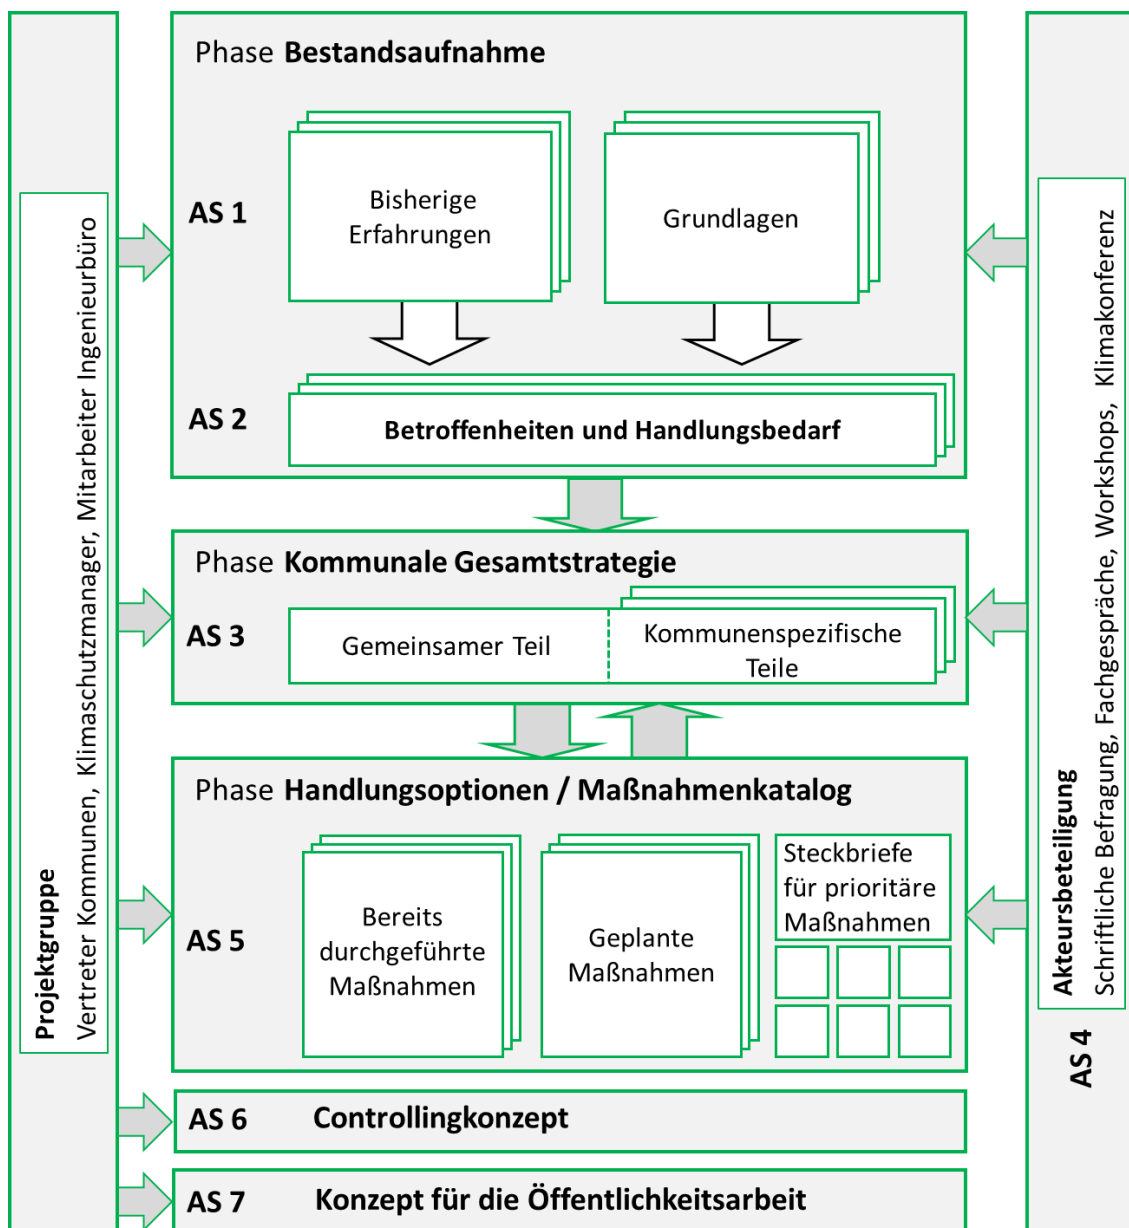 Projektgruppe
Vertreter Kommunen, Klimaschutzmanager, Mitarbeiter Ingenieurbüro
Phase Bestandsaufnahme
AS 1
Bisherige
Erfahrungen
Grundlagen
AS 2
Betroffenheiten und Handlungsbedarf
Phase Kommunale Gesamtstrategie
AS 3
Gemeinsamer Teil
Kommunenspezifische
Teile
Phase Handlungsoptionen / Maßnahmenkatalog
AS 5
Bereits
durchgeführte
Maßnahmen
Geplante
Maßnahmen
Steckbriefe
für prioritäre
Maßnahmen
AS 6 Controllingkonzept
AS 7 Konzept für die Öffentlichkeitsarbeit
AS 4
Akteursbeteiligung
Schriftliche Befragung, Fachgespräche, Workshops, Klimakonferenz